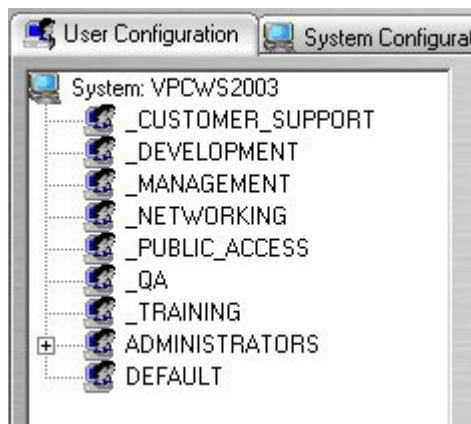 User Configuration
System Configurat
System: VPCWS2003
_CUSTOMER_SUPPORT
_DEVELOPMENT
_MANAGEMENT
_NETWORKING
_PUBLIC_ACCESS
_QA
_TRAINING
ADMINISTRATORS
DEFAULT